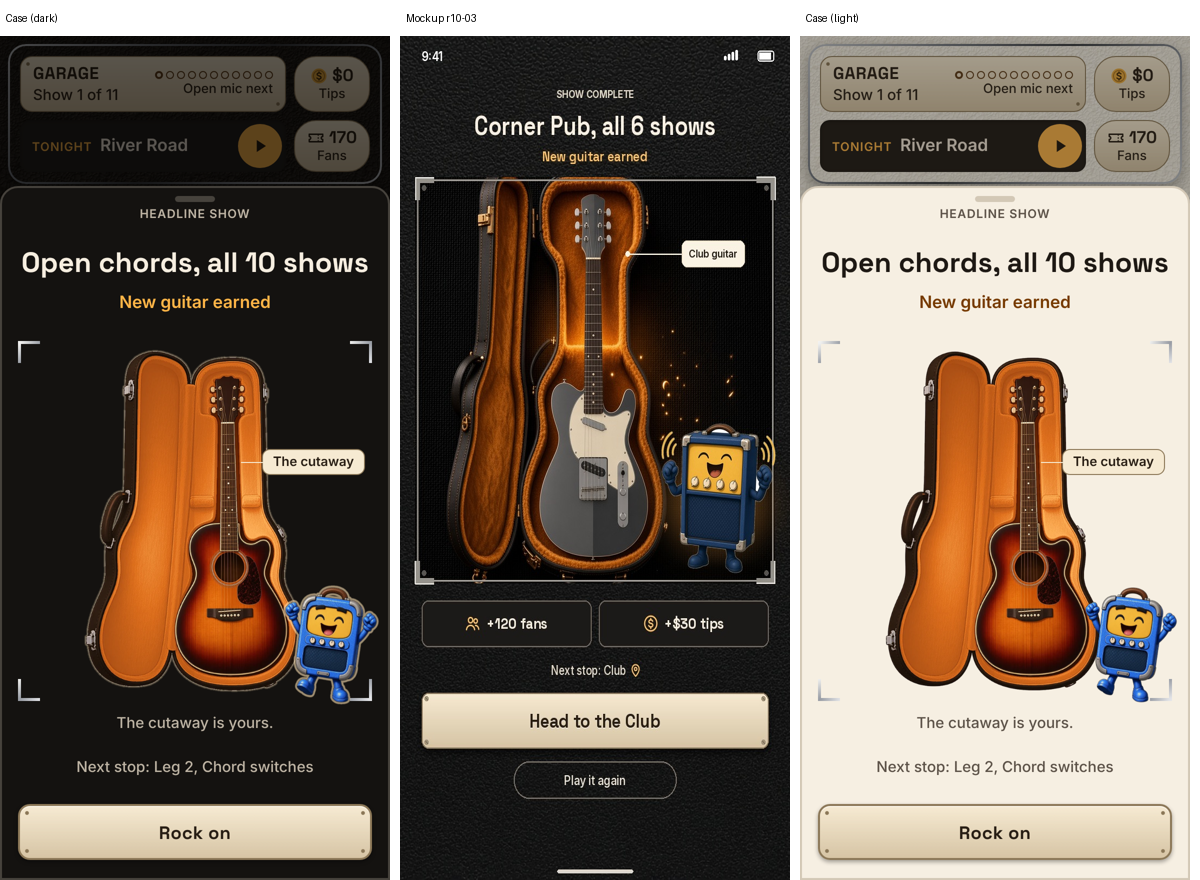 Case (dark)
GARAGE
Show 1 of 11
Open mic next
$ $0
Tips
TONIGHT River Road
170
Fans
HEADLINE SHOW
Open chords, all 10 shows
New guitar earned
The cutaway
The cutaway is yours.
Next stop: Leg 2, Chord switches
Rock on
Mockup r10-03
9:41
SHOW COMPLETE
Corner Pub, all 6 shows
New guitar earned
Club guitar
+120 fans
$ +$30 tips
Next stop: Club
Head to the Club
Play it again
Case (light)
GARAGE
Show 1 of 11
Open mic next
$ $0
Tips
TONIGHT River Road
170
Fans
HEADLINE SHOW
Open chords, all 10 shows
New guitar earned
The cutaway
The cutaway is yours.
Next stop: Leg 2, Chord switches
Rock on